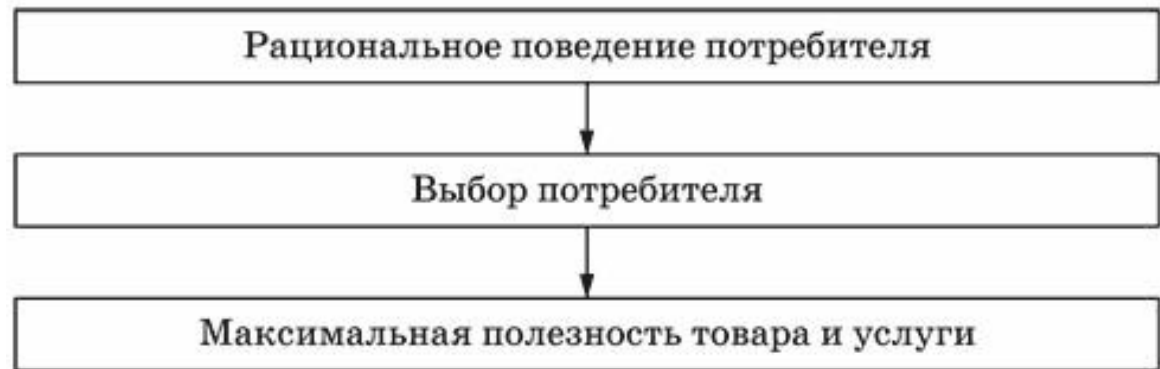 Рациональное поведение потребителя
Выбор потребителя
Максимальная полезность товара и услуги